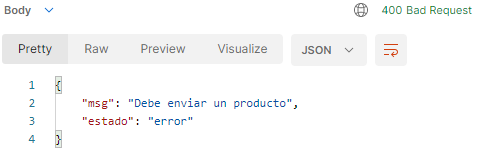 Body 400 Bad Request
Pretty Raw Preview Visualize JSON
1 {
2 "msg": "Debe enviar un producto",
3 "estado": "error"
4 }